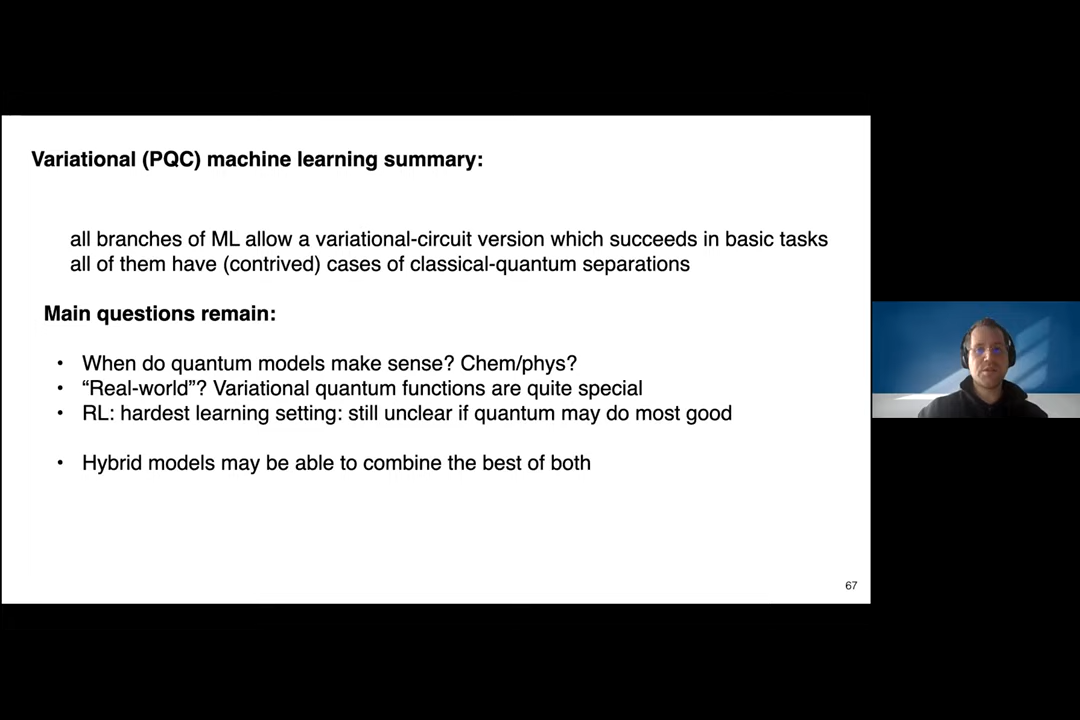 Variational (PQC) machine learning summary:
all branches of ML allow a variational-circuit version which succeeds in basic tasks
all of them have (contrived) cases of classical-quantum separations
Main questions remain:
• When do quantum models make sense? Chem/phys?
• “Real-world”? Variational quantum functions are quite special
• RL: hardest learning setting: still unclear if quantum may do most good
• Hybrid models may be able to combine the best of both
67